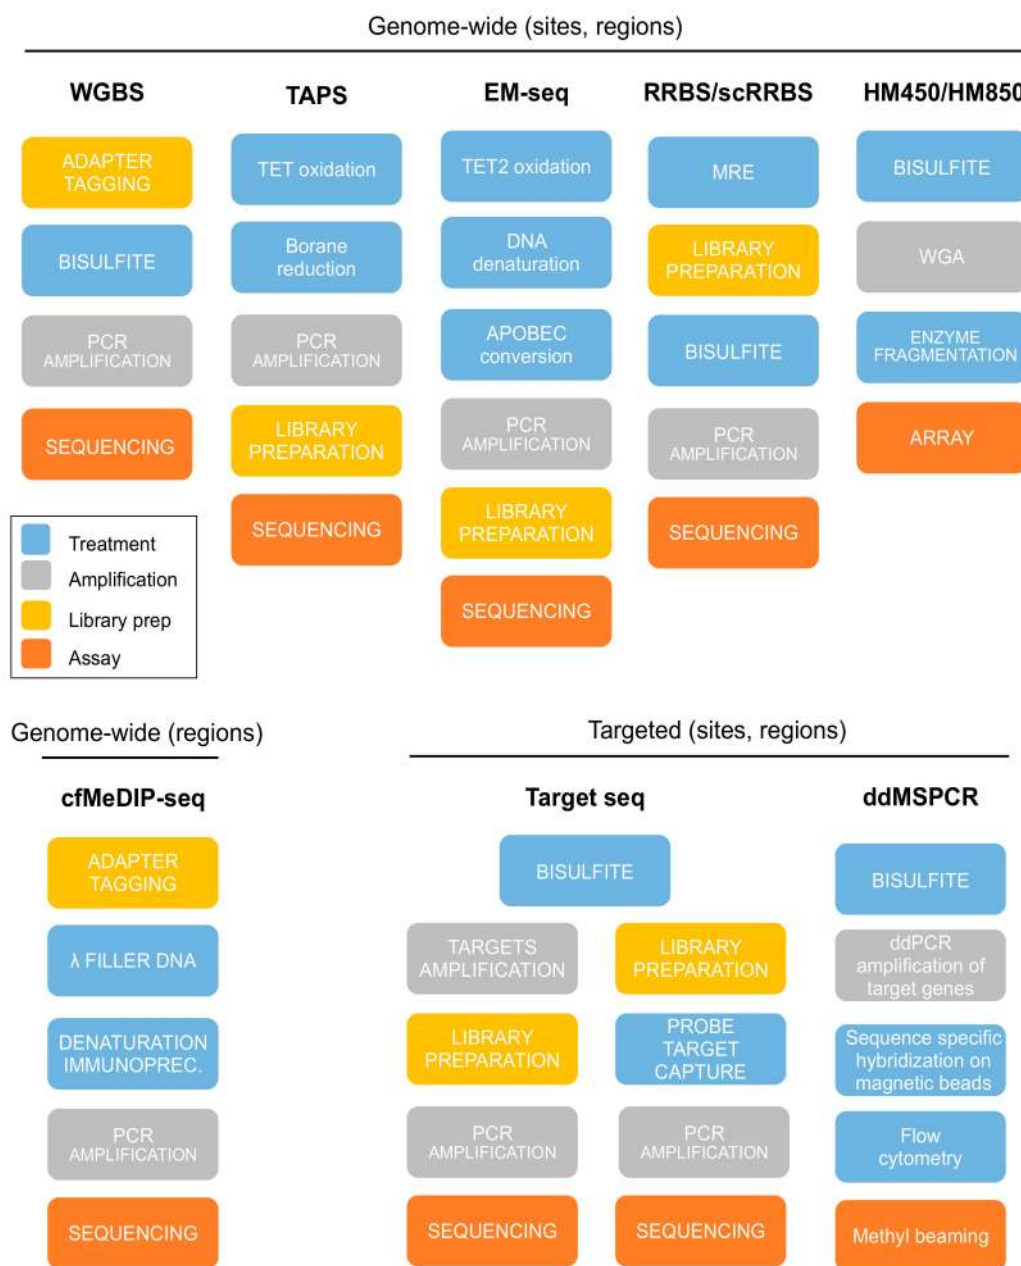 Genome-wide (sites, regions)
WGBS
ADAPTER
TAGGING
BISULFITE
PCR
AMPLIFICATION
SEQUENCING
TAPS
TET oxidation
Borane
reduction
PCR
AMPLIFICATION
LIBRARY
PREPARATION
SEQUENCING
EM-seq
TET2 oxidation
DNA
denaturation
APOBEC
conversion
PCR
AMPLIFICATION
LIBRARY
PREPARATION
SEQUENCING
RRBS/scRRBS
MRE
LIBRARY
PREPARATION
BISULFITE
PCR
AMPLIFICATION
SEQUENCING
HM450/HM850
BISULFITE
WGA
ENZYME
FRAGMENTATION
ARRAY
Treatment
Amplification
Library prep
Assay
Genome-wide (regions)
cfMeDIP-seq
ADAPTER
TAGGING
λ FILLER DNA
DENATURATION
IMMUNOPREC.
PCR
AMPLIFICATION
SEQUENCING
Targeted (sites, regions)
Target seq
BISULFITE
TARGETS
AMPLIFICATION
LIBRARY
PREPARATION
PCR
AMPLIFICATION
SEQUENCING
LIBRARY
PREPARATION
PROBE
TARGET
CAPTURE
PCR
AMPLIFICATION
SEQUENCING
ddMSPCR
BISULFITE
ddPCR
amplification of
target genes
Sequence specific
hybridization on
magnetic beads
Flow
cytometry
Methyl beaming